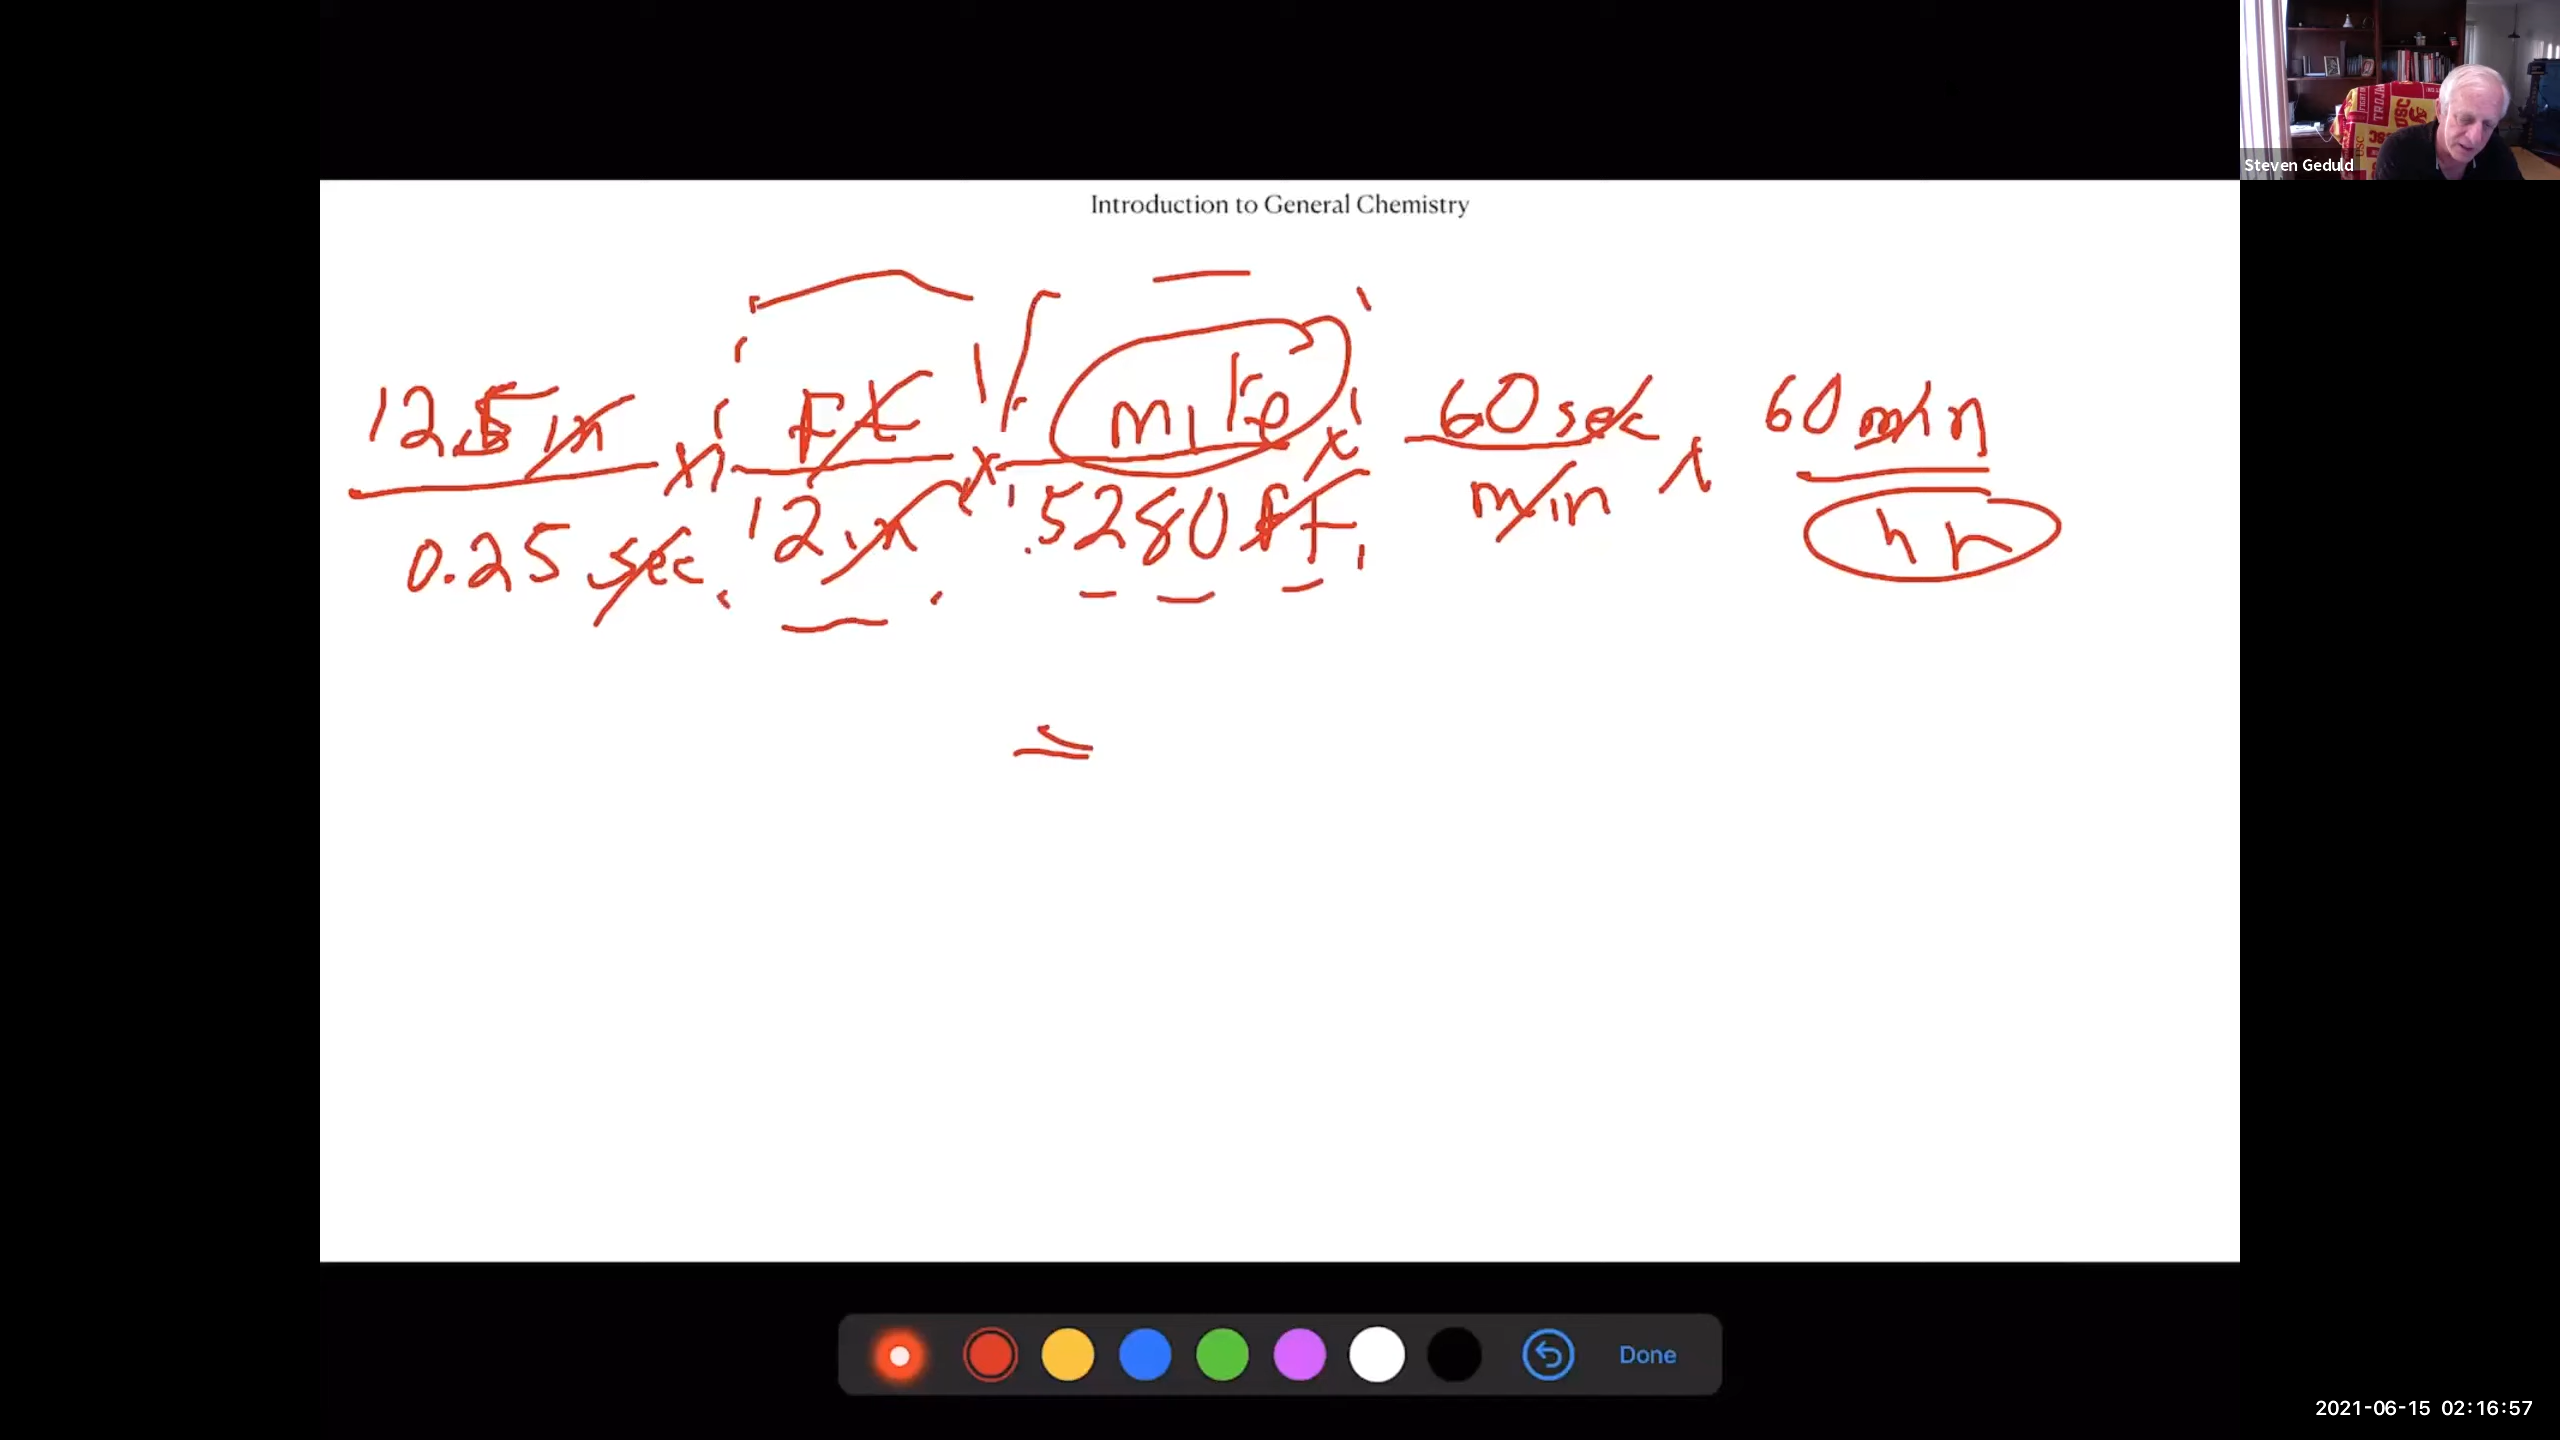 Steven Geduld
Introduction to General Chemistry
12.5 in × ft × mile × 60 sec × 60 min
0.25 sec 12 in 5280 ft min hr
=
Done
2021-06-15 02:16:57